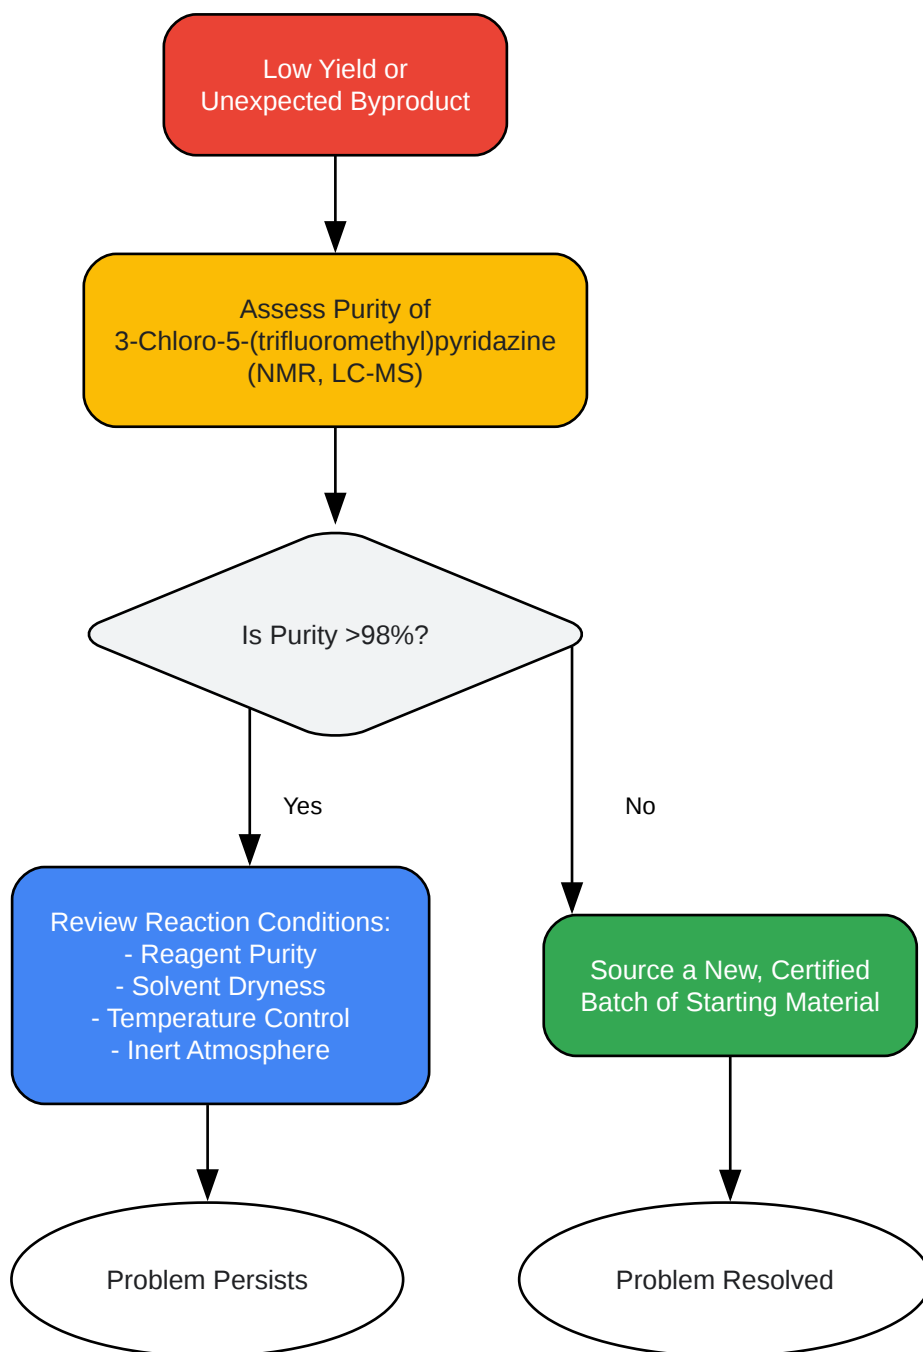 Low Yield or
Unexpected Byproduct
Assess Purity of
3-Chloro-5-(trifluoromethyl)pyridazine
(NMR, LC-MS)
Is Purity >98%?
Yes
No
Review Reaction Conditions:
- Reagent Purity
- Solvent Dryness
- Temperature Control
- Inert Atmosphere
Source a New, Certified
Batch of Starting Material
Problem Persists
Problem Resolved